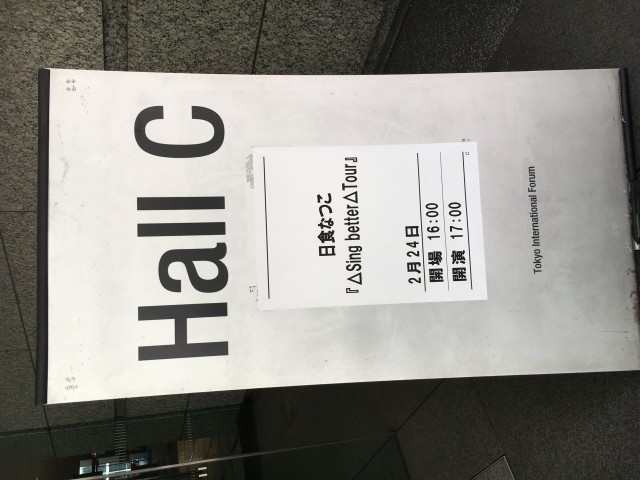 Hall C
日食なつこ
『△Sing better△Tour』
2月24日
開場 16:00
開演 17:00
Tokyo International Forum